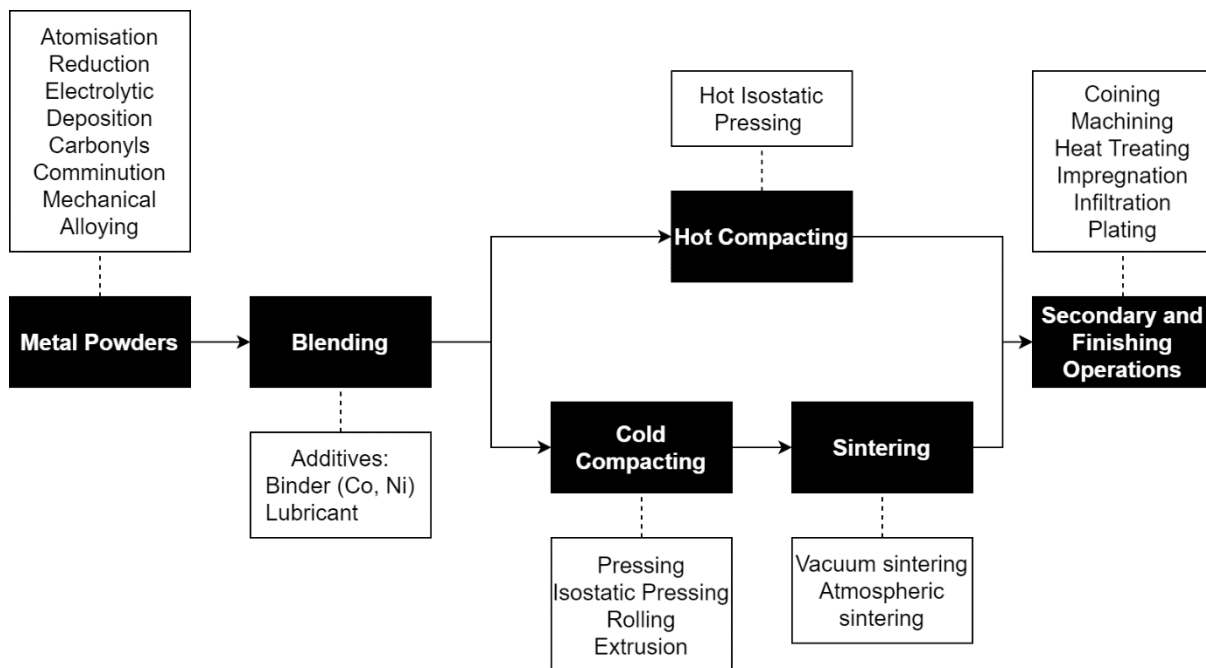 Atomisation
Reduction
Electrolytic
Deposition
Carbonyls
Comminution
Mechanical
Alloying
Metal Powders
Blending
Additives:
Binder (Co, Ni)
Lubricant
Hot Isostatic
Pressing
Hot Compacting
Cold
Compacting
Pressing
Isostatic Pressing
Rolling
Extrusion
Sintering
Vacuum sintering
Atmospheric
sintering
Coining
Machining
Heat Treating
Impregnation
Infiltration
Plating
Secondary and
Finishing
Operations